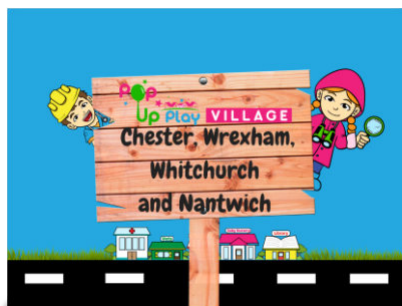 Pop
Up Play VILLAGE
Chester, Wrexham,
Whitchurch
and Nantwich